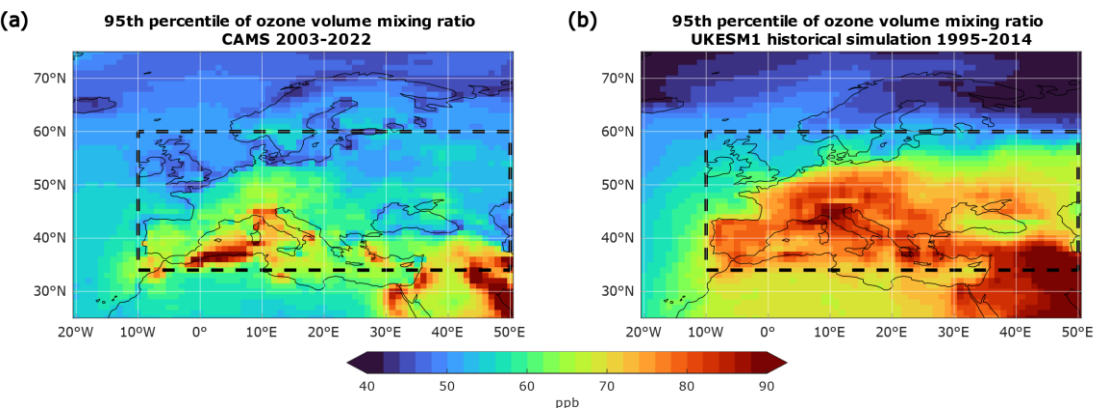 (a)
95th percentile of ozone volume mixing ratio
CAMS 2003-2022
70°N
60°N
50°N
40°N
30°N
20°W 10°W 0° 10°E 20°E 30°E 40°E 50°E
(b)
95th percentile of ozone volume mixing ratio
UKESM1 historical simulation 1995-2014
70°N
60°N
50°N
40°N
30°N
20°W 10°W 0° 10°E 20°E 30°E 40°E 50°E
40 50 60 70 80 90
ppb